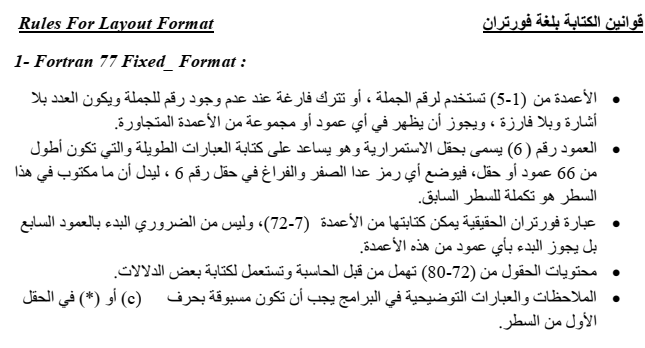 قوانين الكتابة بلغة فورتران Rules For Layout Format
1- Fortran 77 Fixed_ Format :
• الأعمدة من (1-5) تستخدم لرقم الجملة ، أو تترك فارغة عند عدم وجود رقم للجملة ويكون العدد بلا
أشارة وبلا فارزة ، ويجوز أن يظهر في أي عمود أو مجموعة من الأعمدة المتجاورة.
• العمود رقم ( 6) يسمى بحقل الاستمرارية وهو يساعد على كتابة العبارات الطويلة والتي تكون أطول
من 66 عمود أو حقل، فيوضع أي رمز عدا الصفر والفراغ في حقل رقم 6 ، ليدل أن ما مكتوب في هذا
السطر هو تكملة للسطر السابق.
• عبارة فورتران الحقيقية يمكن كتابتها من الأعمدة (7-72)، وليس من الضروري البدء بالعمود السابع
بل يجوز البدء بأي عمود من هذه الأعمدة.
• محتويات الحقول من (72-80) تهمل من قبل الحاسبة وتستعمل لكتابة بعض الدلالات.
• الملاحظات والعبارات التوضيحية في البرامج يجب أن تكون مسبوقة بحرف (c) أو (*) في الحقل
الأول من السطر.